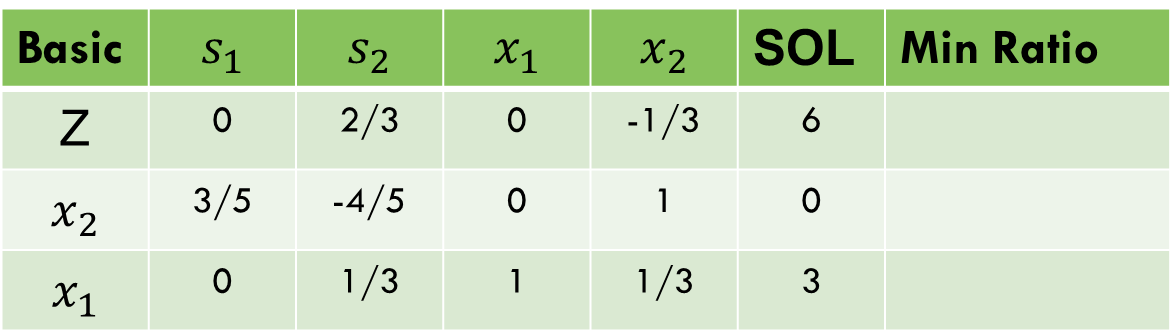 Basic s₁ s₂ x₁ x₂ SOL Min Ratio
Z 0 2/3 0 -1/3 6
x₂ 3/5 -4/5 0 1 0
x₁ 0 1/3 1 1/3 3